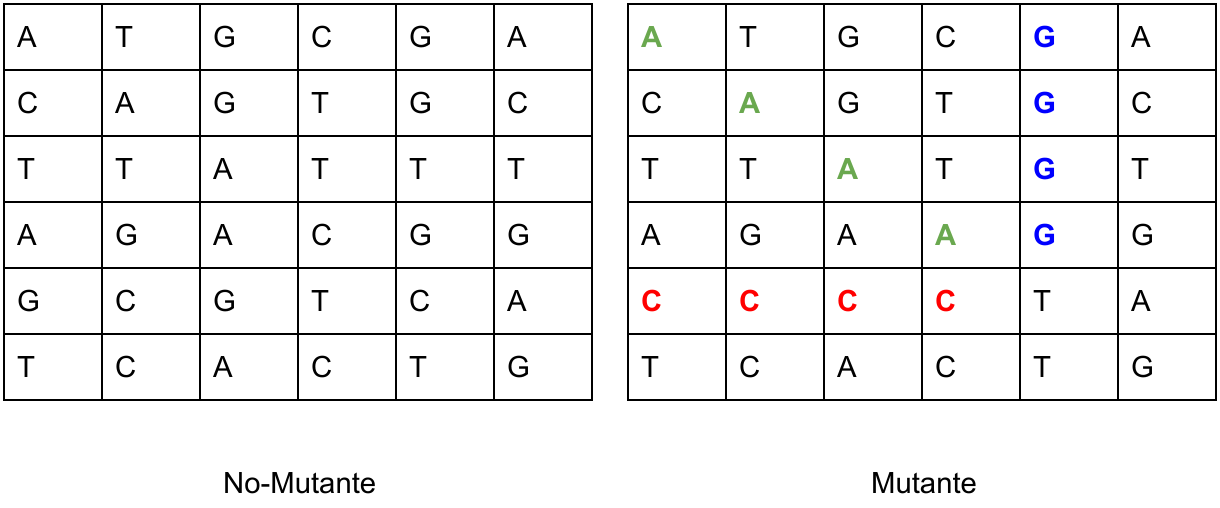 A T G C G A
C A G T G C
T T A T T T
A G A C G G
G C G T C A
T C A C T G
No-Mutante
A T G C G A
C A G T G C
T T A T G T
A G A A G G
C C C C T A
T C A C T G
Mutante